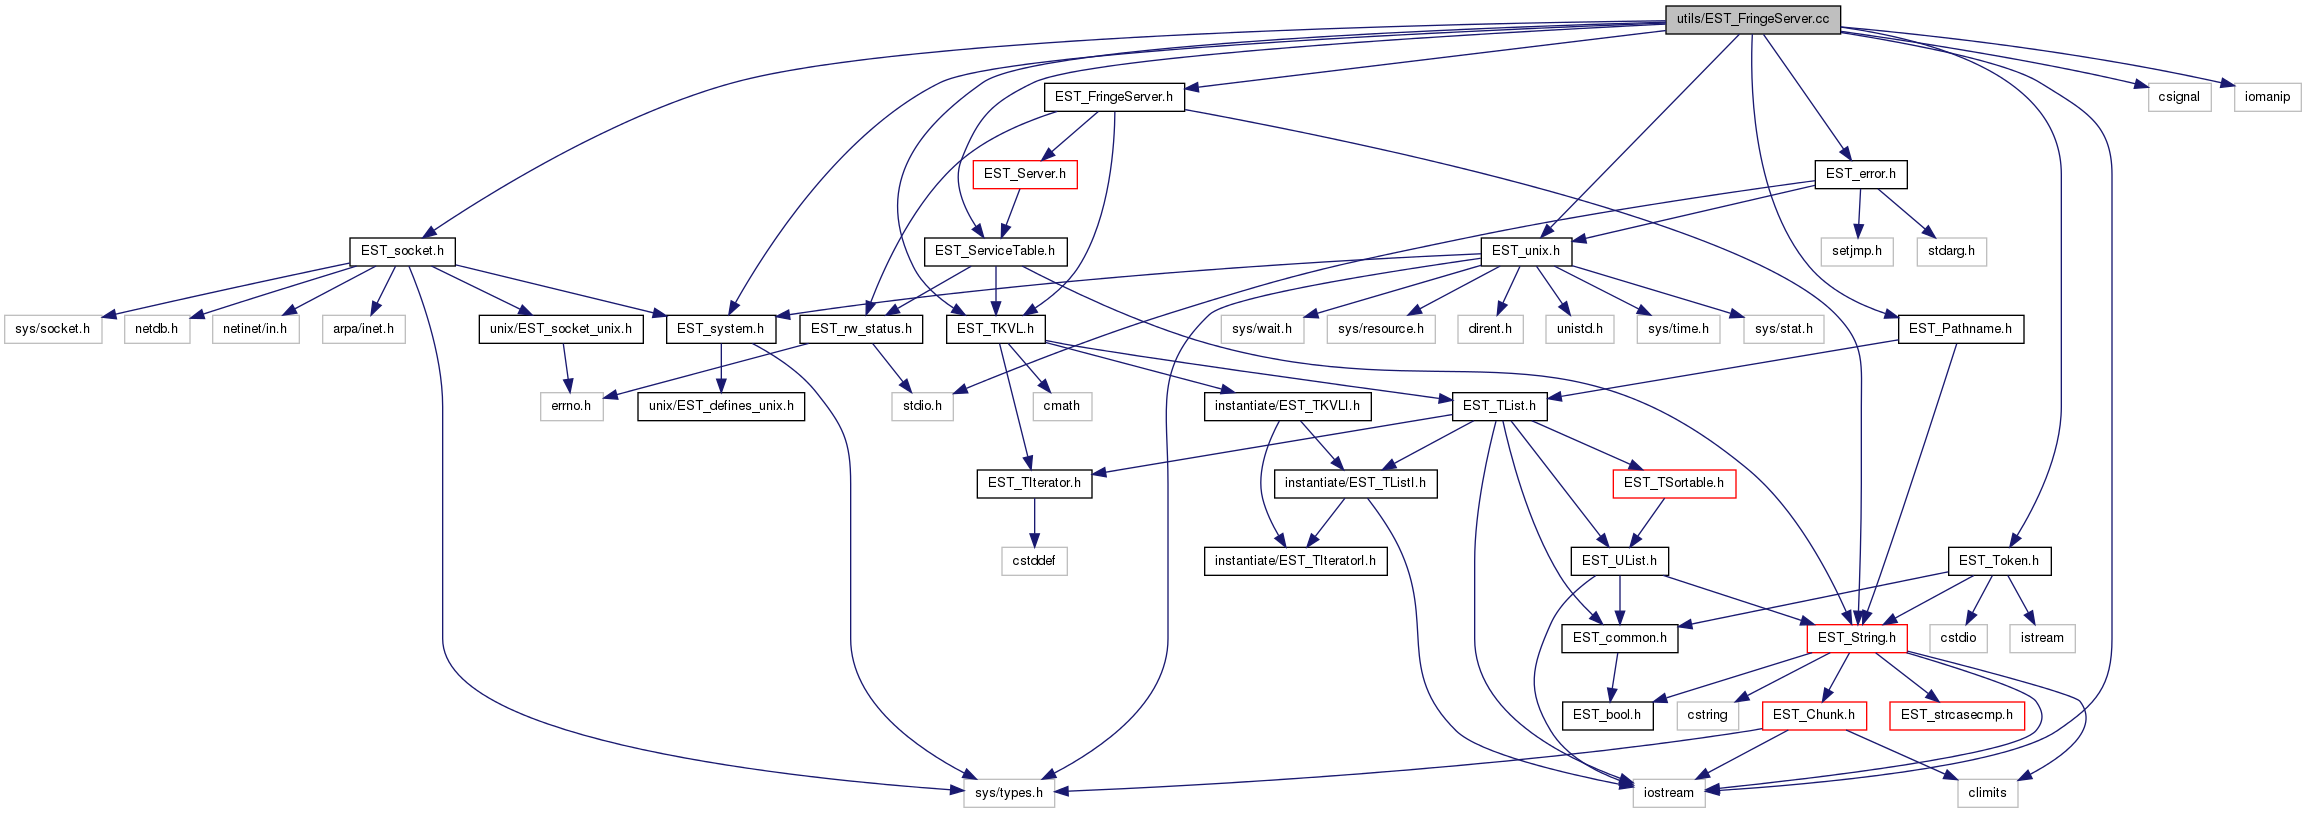 utils/EST_FringeServer.cc
EST_FringeServer.h
csignal
iomanip
EST_Server.h
EST_error.h
EST_socket.h
EST_ServiceTable.h
EST_unix.h
setjmp.h
stdarg.h
sys/socket.h
netdb.h
netinet/in.h
arpa/inet.h
unix/EST_socket_unix.h
EST_system.h
EST_rw_status.h
EST_TKVL.h
sys/wait.h
sys/resource.h
dirent.h
unistd.h
sys/time.h
sys/stat.h
EST_Pathname.h
errno.h
unix/EST_defines_unix.h
stdio.h
cmath
instantiate/EST_TKVLI.h
EST_TList.h
EST_TIterator.h
instantiate/EST_TListI.h
EST_TSortable.h
cstddef
instantiate/EST_TIteratorI.h
EST_UList.h
EST_Token.h
EST_common.h
EST_String.h
cstdio
istream
EST_bool.h
cstring
EST_Chunk.h
EST_strcasecmp.h
sys/types.h
iostream
climits